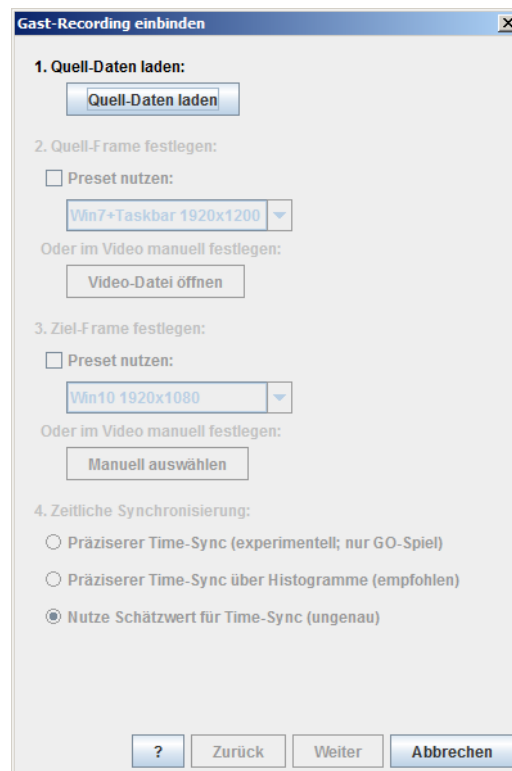 Gast-Recording einbinden
1. Quell-Daten laden:
Quell-Daten laden
2. Quell-Frame festlegen:
Preset nutzen:
Win7+Taskbar 1920x1200
Oder im Video manuell festlegen:
Video-Datei öffnen
3. Ziel-Frame festlegen:
Preset nutzen:
Win10 1920x1080
Oder im Video manuell festlegen:
Manuell auswählen
4. Zeitliche Synchronisierung:
Präziserer Time-Sync (experimentell; nur GO-Spiel)
Präziserer Time-Sync über Histogramme (empfohlen)
Nutze Schätzwert für Time-Sync (ungenau)
? Zurück Weiter Abbrechen